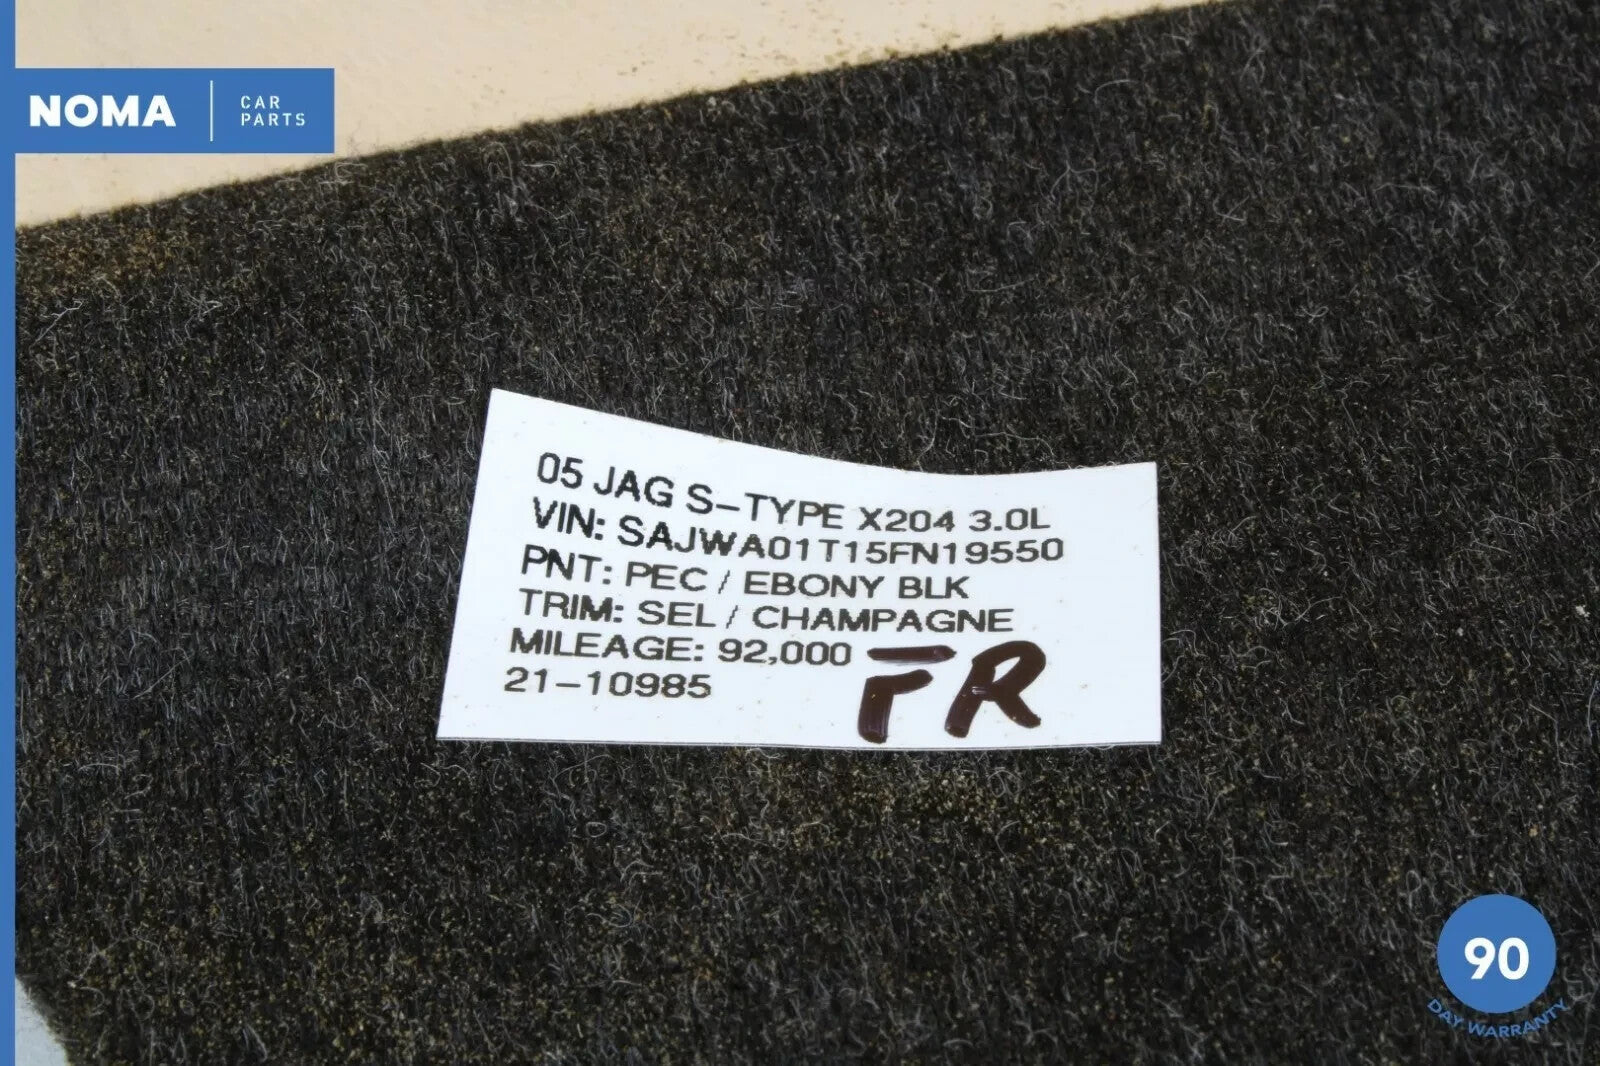 NOMA
CAR
PARTS
05 JAG S-TYPE X204 3.0L
VIN: SAJWA01T15FN19550
PNT: PEC / EBONY BLK
TRIM: SEL / CHAMPAGNE
MILEAGE: 92,000
21-10985
FR
90
DAY WARRANTY